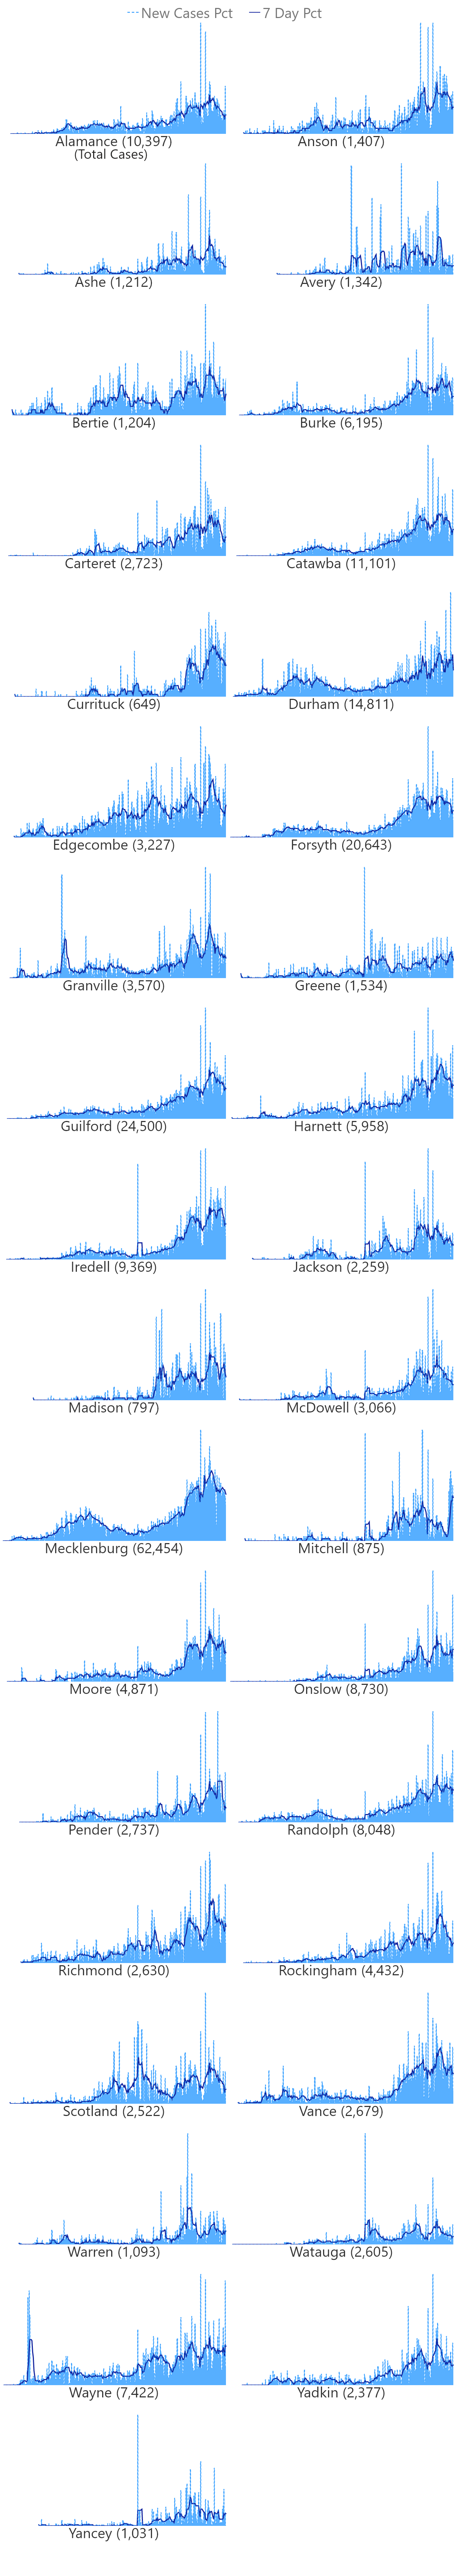 New Cases Pct 7 Day Pct
Alamance (10,397) Anson (1,407)
(Total Cases)
Ashe (1,212) Avery (1,342)
Bertie (1,204) Burke (6,195)
Carteret (2,723) Catawba (11,101)
Currituck (649) Durham (14,811)
Edgecombe (3,227) Forsyth (20,643)
Granville (3,570) Greene (1,534)
Guilford (24,500) Harnett (5,958)
Iredell (9,369) Jackson (2,259)
Madison (797) McDowell (3,066)
Mecklenburg (62,454) Mitchell (875)
Moore (4,871) Onslow (8,730)
Pender (2,737) Randolph (8,048)
Richmond (2,630) Rockingham (4,432)
Scotland (2,522) Vance (2,679)
Warren (1,093) Watauga (2,605)
Wayne (7,422) Yadkin (2,377)
Yancey (1,031)